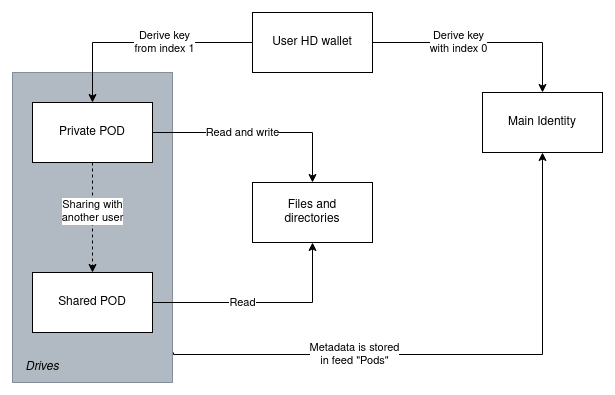 Derive key
from index 1
User HD wallet
Derive key
with index 0
Private POD
Read and write
Main Identity
Sharing with
another user
Files and
directories
Shared POD
Read
Metadata is stored
in feed "Pods"
Drives